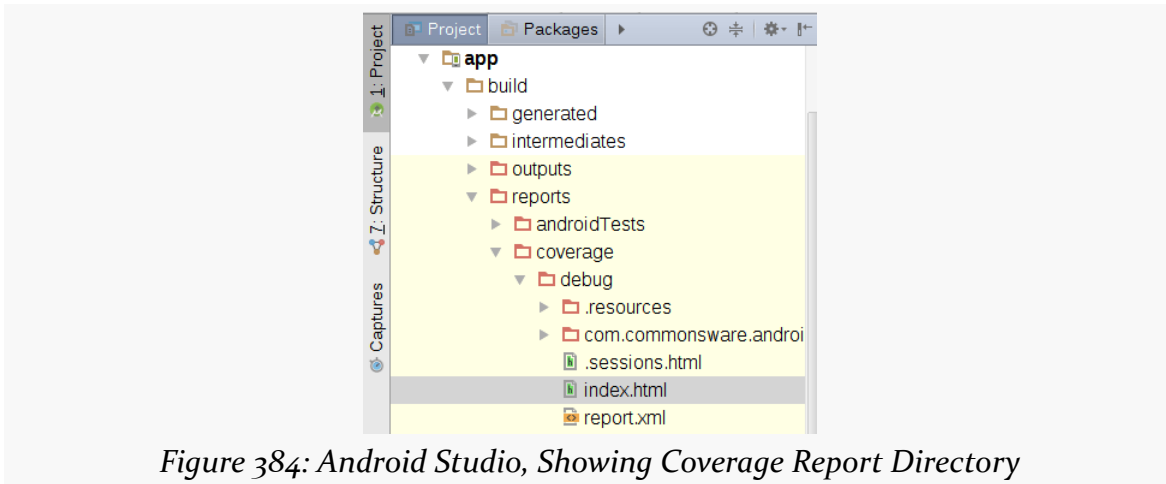 1: Project
7: Structure
Captures
Project Packages
app
build
generated
intermediates
outputs
reports
androidTests
coverage
debug
.resources
com.commonsware.androi
.sessions.html
index.html
report.xml
Figure 384: Android Studio, Showing Coverage Report Directory